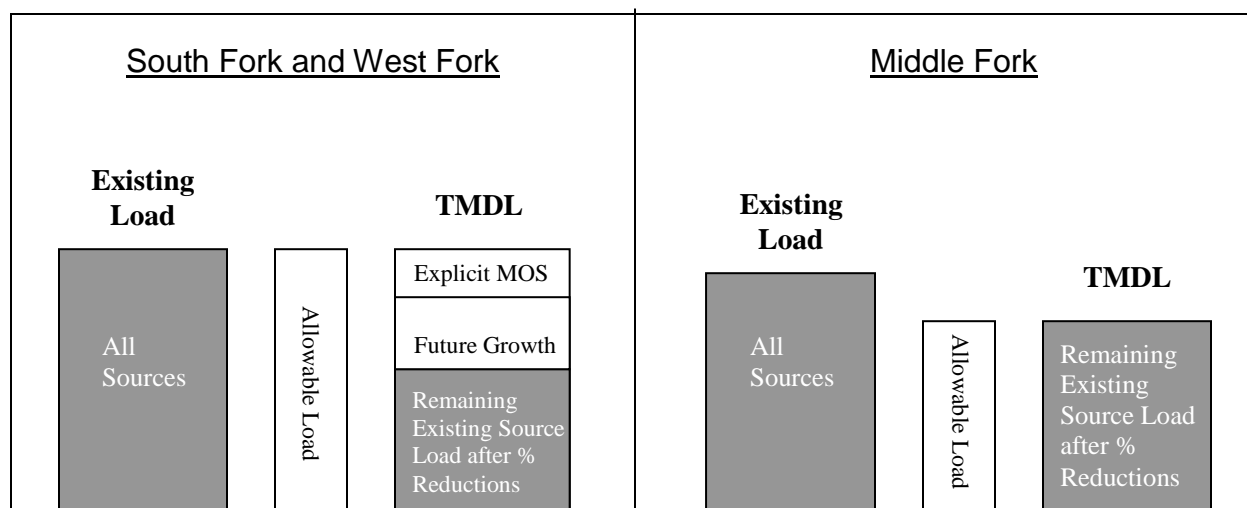 South Fork and West Fork
Existing
Load
TMDL
All
Sources
Allowable Load
Explicit MOS
Future Growth
Remaining
Existing Source
Load after %
Reductions
Middle Fork
Existing
Load
TMDL
All
Sources
Allowable Load
Remaining
Existing
Source Load
after %
Reductions